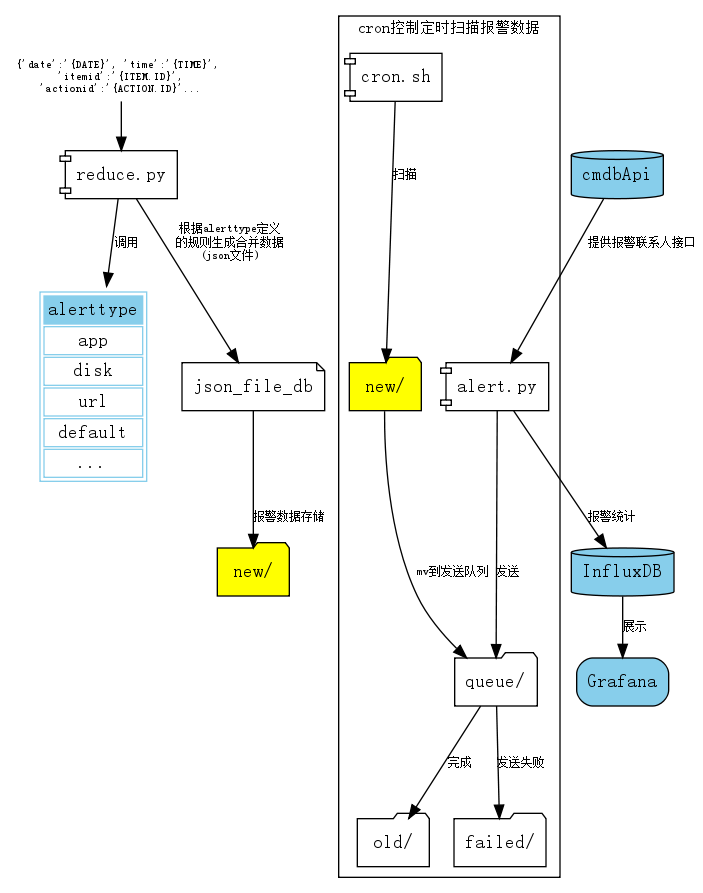 cron控制定时扫描报警数据
{'date':'{DATE}', 'time':'{TIME}',
'itemid':'{ITEM.ID}',
'actionid':'{ACTION.ID}'...
cron.sh
reduce.py
cmdbApi
扫描
调用
根据alerttype定义
的规则生成合并数据
(json文件)
提供报警联系人接口
alerttype
app
disk
url
default
...
json_file_db
new/
alert.py
报警数据存储
报警统计
new/
mv到发送队列
发送
InfluxDB
展示
queue/
Grafana
完成
发送失败
old/
failed/